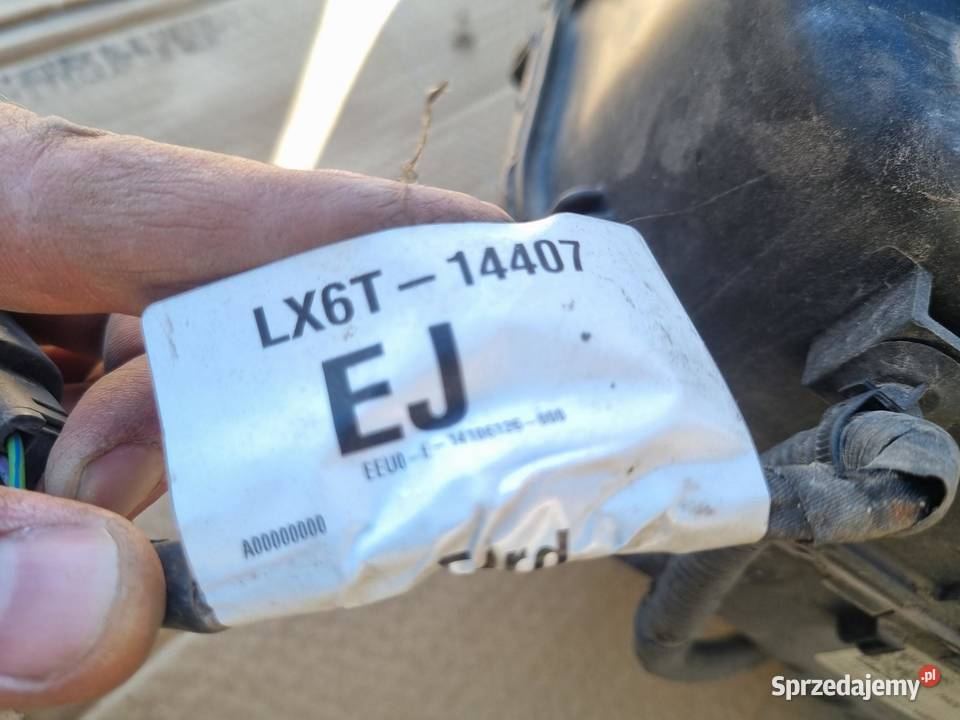 LX6T-14407
EJ
A00000000
Sprzedajemy.pl